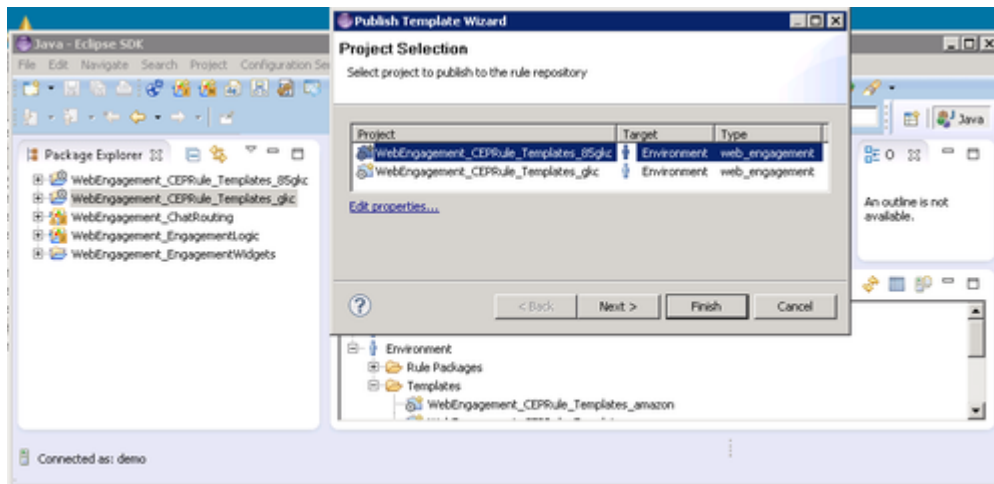 Java - Eclipse SDK
File Edit Navigate Search Project Configuration Se
Java
Package Explorer
WebEngagement_CEPRule_Templates_85gkc
WebEngagement_CEPRule_Templates_gkc
WebEngagement_ChatRouting
WebEngagement_EngagementLogic
WebEngagement_EngagementWidgets
Publish Template Wizard
Project Selection
Select project to publish to the rule repository
Project Target Type
WebEngagement_CEPRule_Templates_85gkc Environment web_engagement
WebEngagement_CEPRule_Templates_gkc Environment web_engagement
Edit properties...
< Back Next > Finish Cancel
O
An outline is not
available.
Environment
Rule Packages
Templates
WebEngagement_CEPRule_Templates_amazon
Connected as: demo